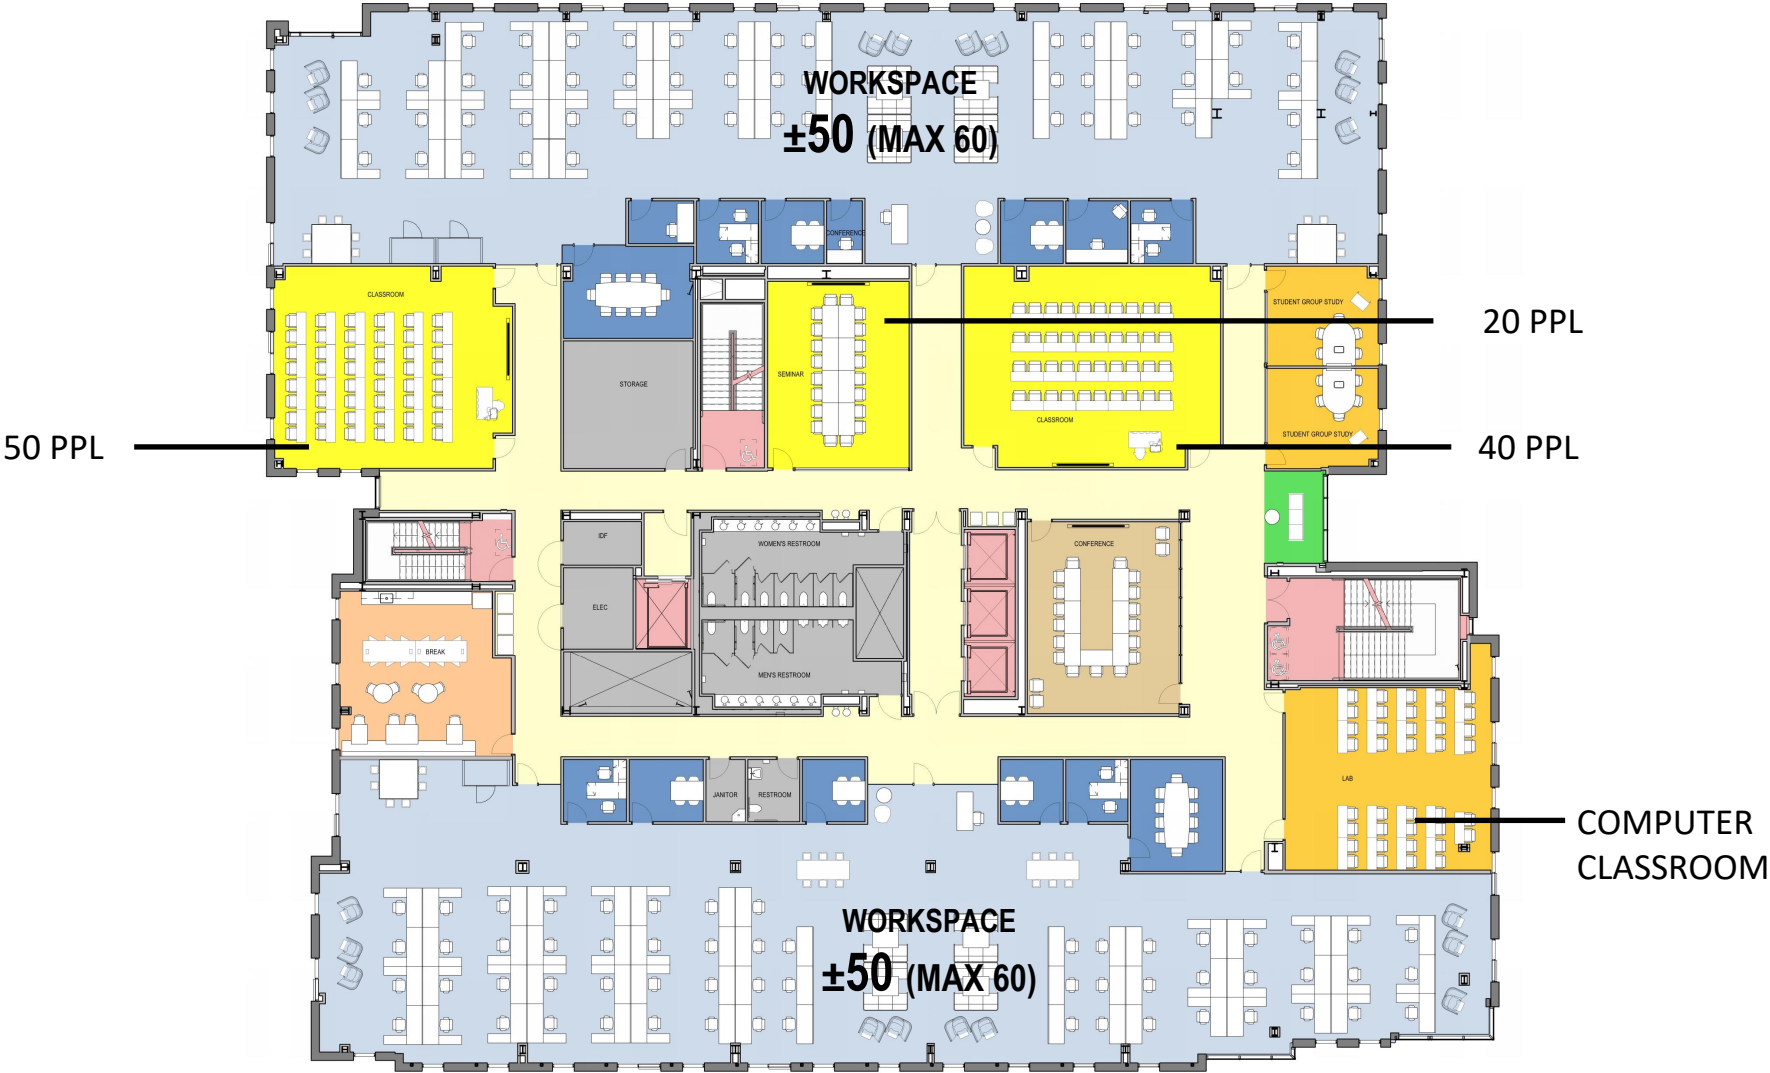 WORKSPACE
±50 (MAX 60)
CONFERENCE
CLASSROOM
STUDENT GROUP STUDY
20 PPL
STORAGE
SEMINAR
CLASSROOM
STUDENT GROUP STUDY
50 PPL
40 PPL
IDF
WOMEN'S RESTROOM
CONFERENCE
ELEC
BREAK
MEN'S RESTROOM
LAB
JANITOR
RESTROOM
COMPUTER
CLASSROOM
WORKSPACE
±50 (MAX 60)